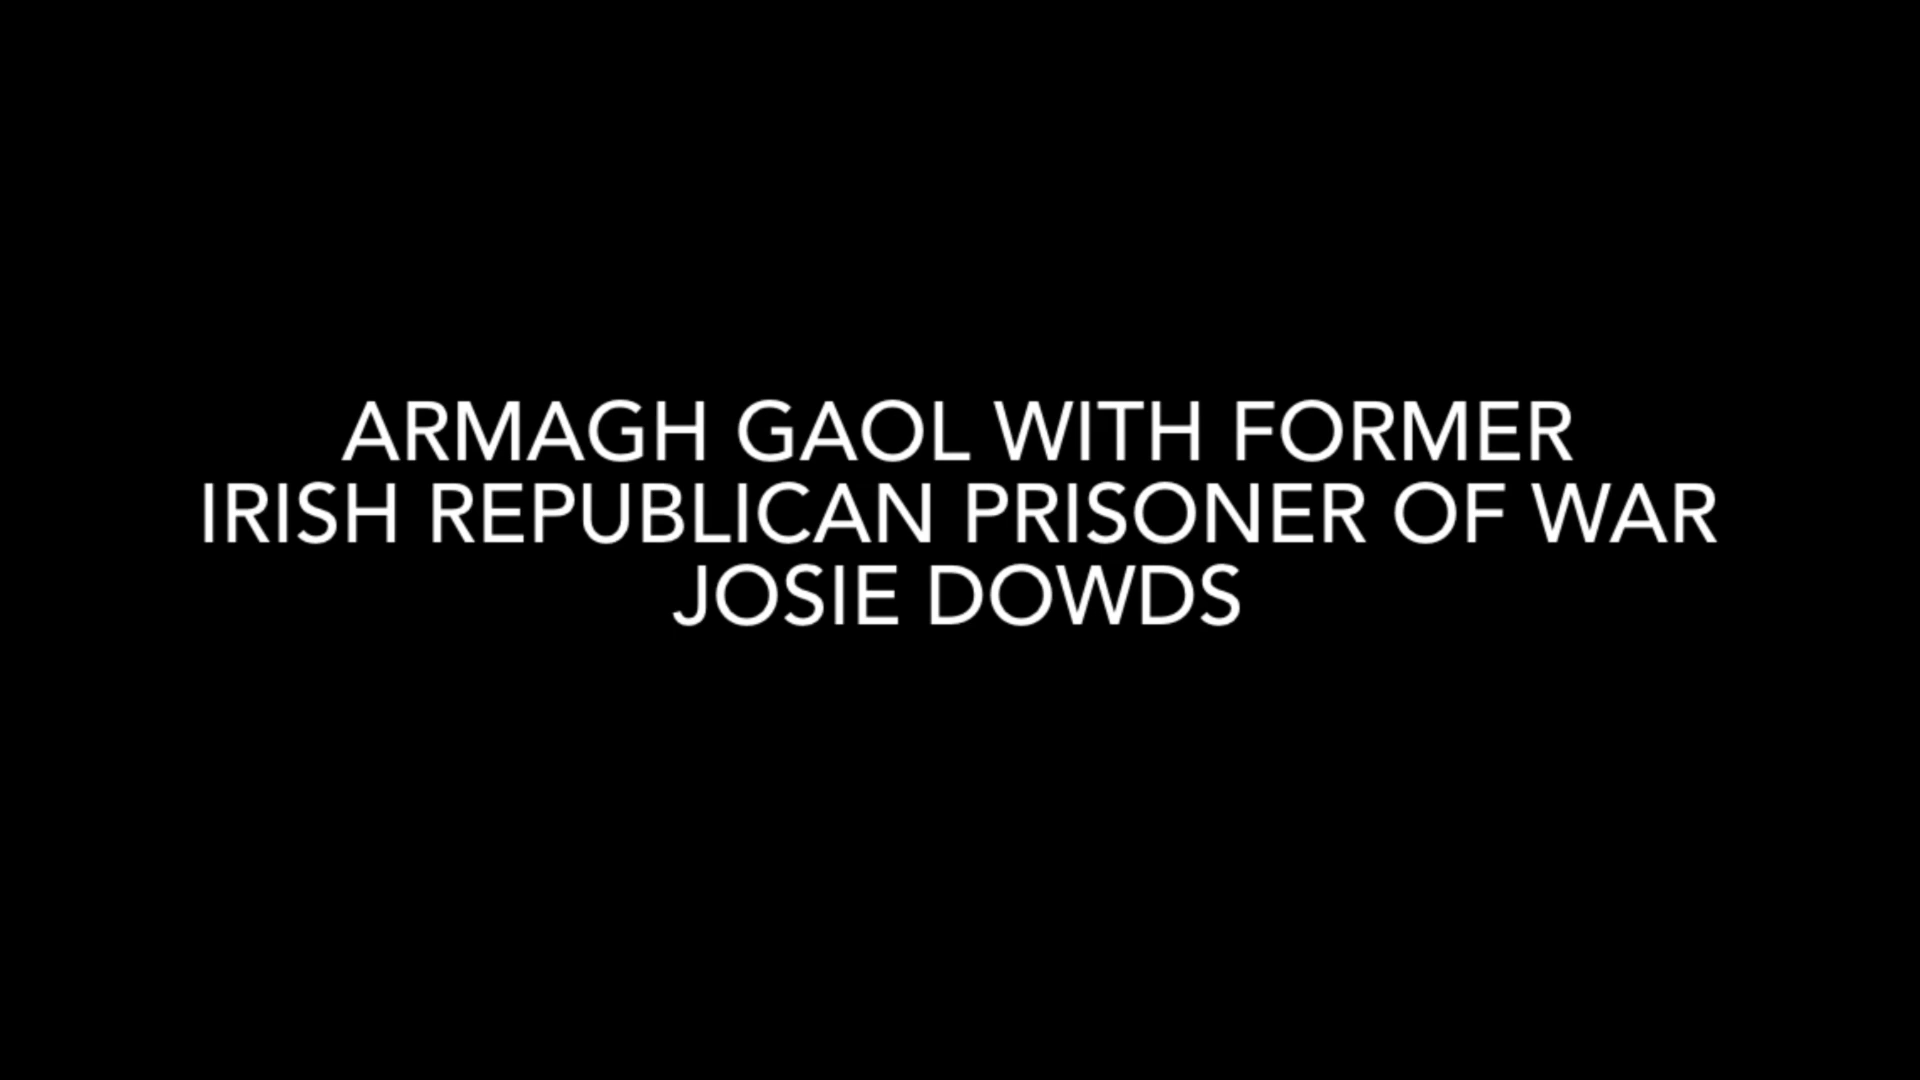 ARMAGH GAOL WITH FORMER
IRISH REPUBLICAN PRISONER OF WAR
JOSIE DOWDS